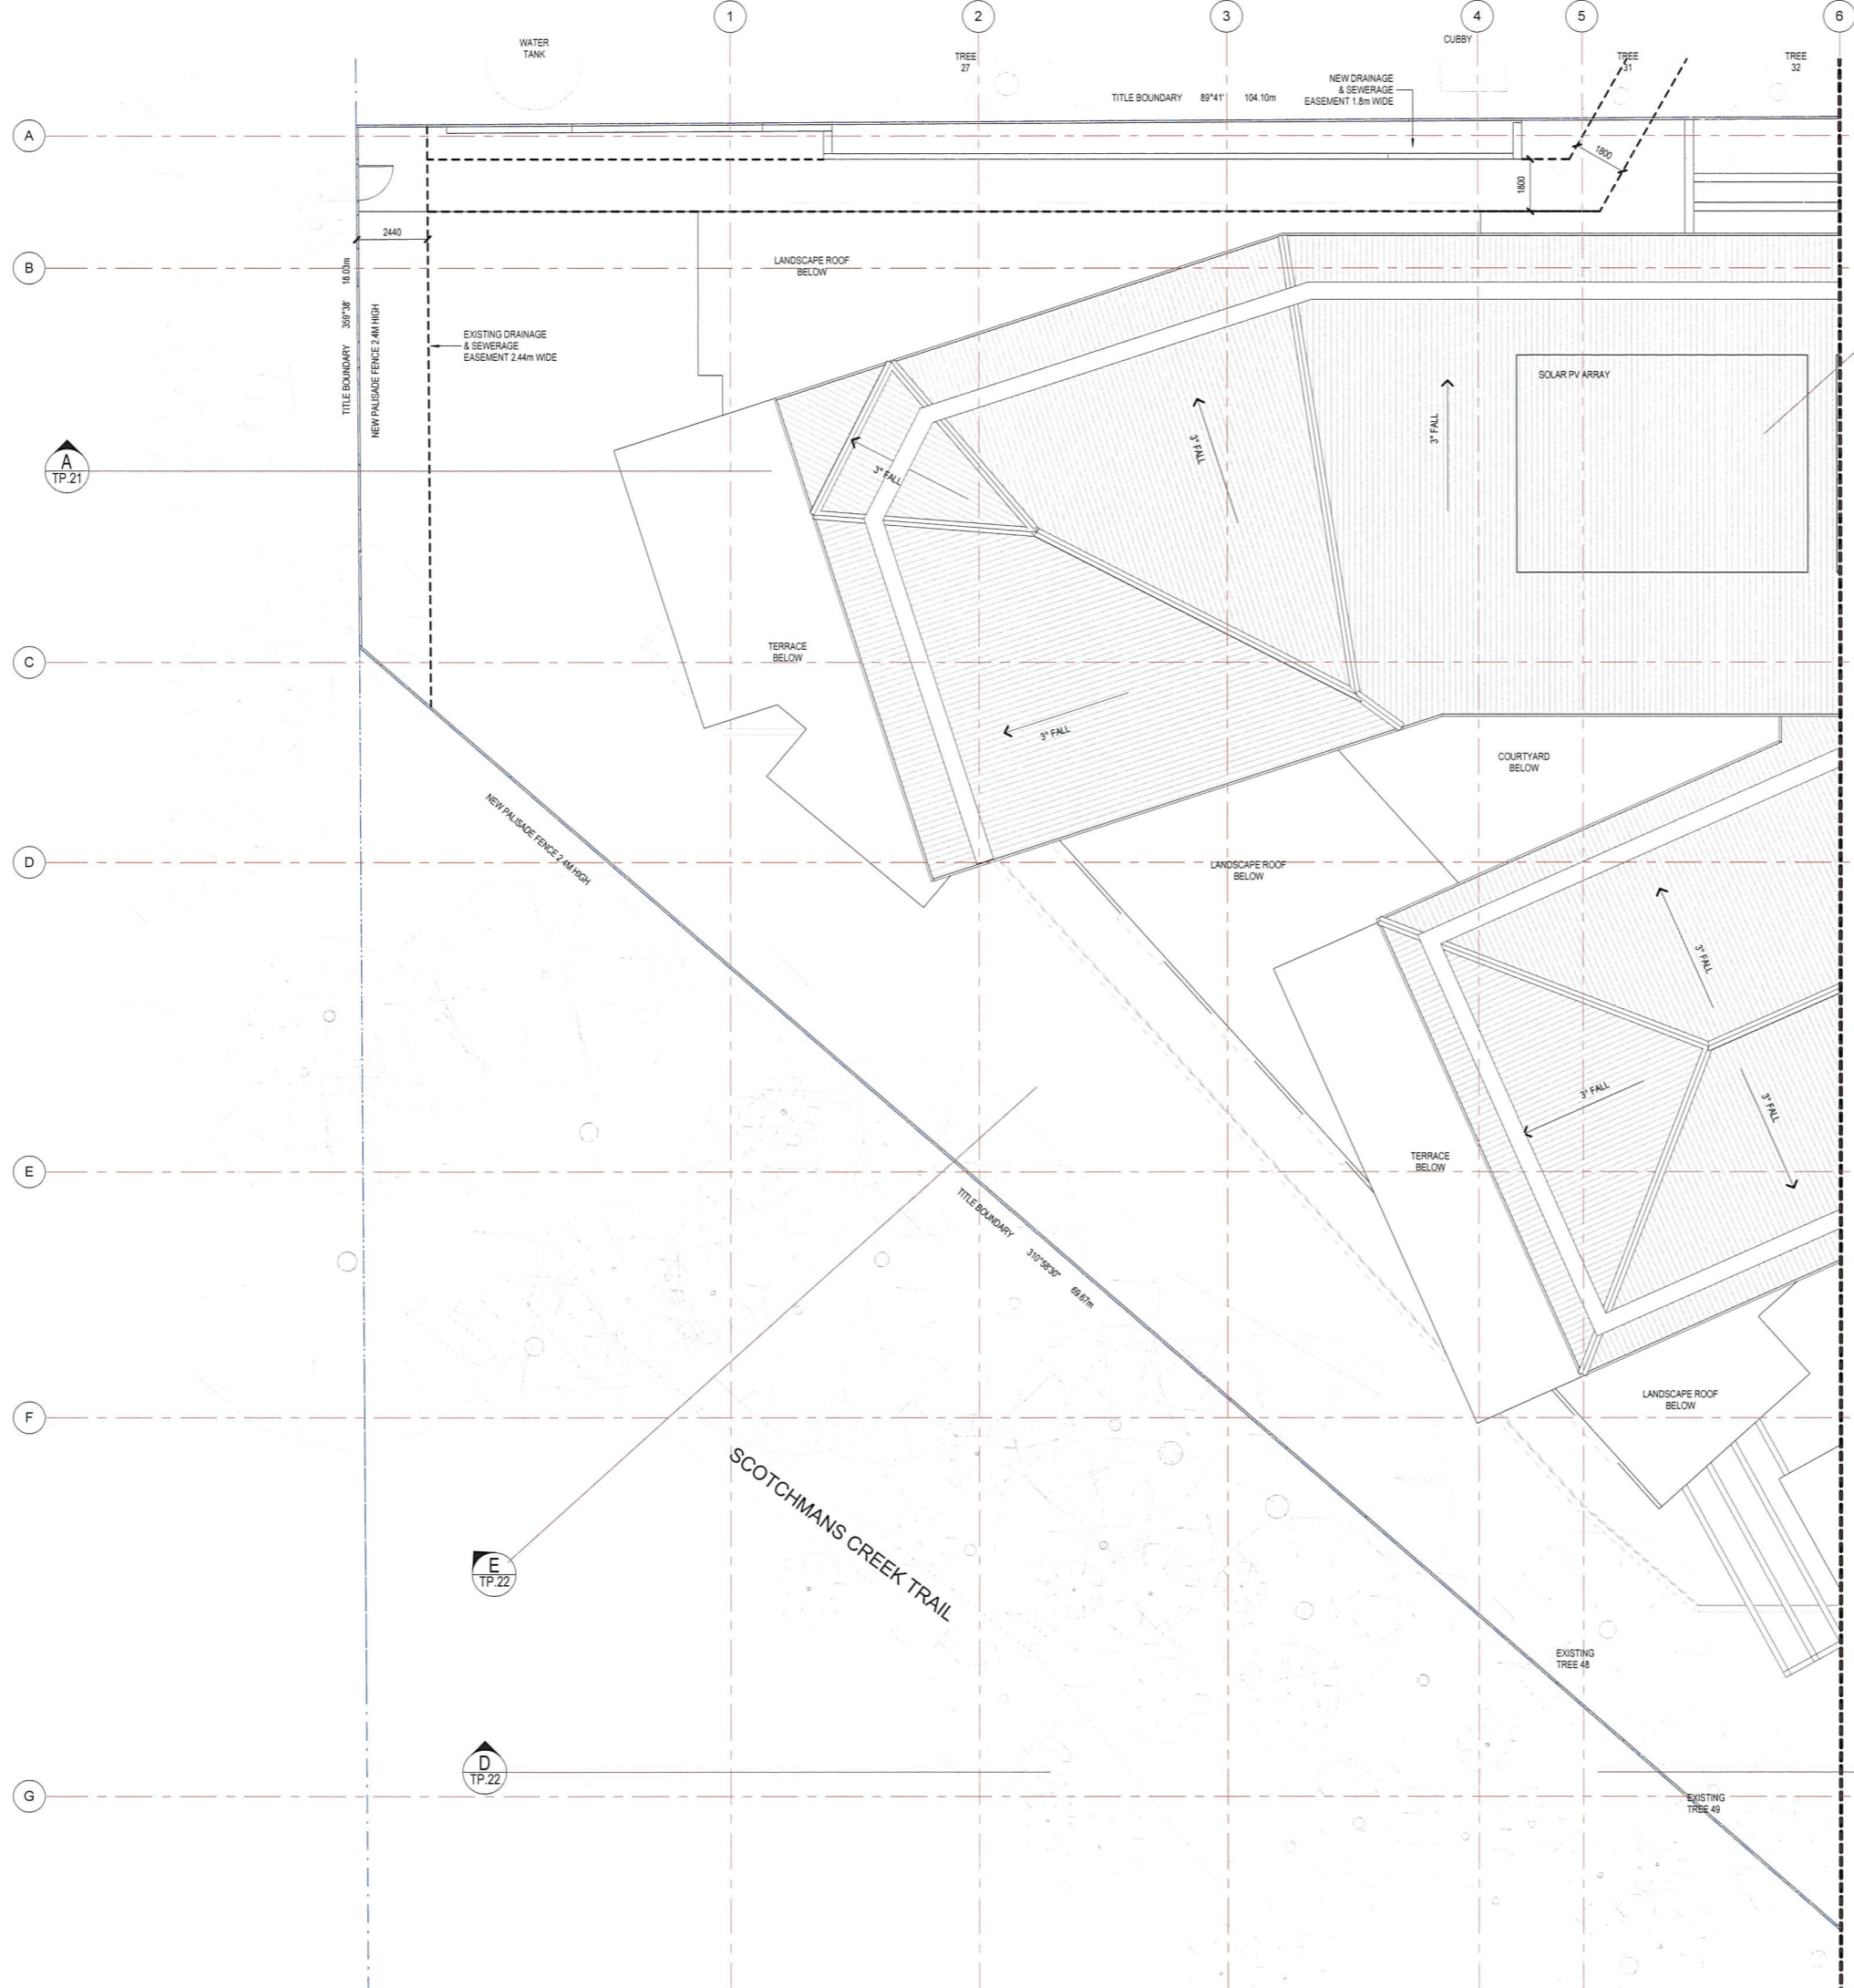 1
2
3
4
5
6
WATER
TANK
TREE
27
CUBBY
TREE
31
TREE
32
TITLE BOUNDARY 89°41' 104.10m
NEW DRAINAGE
& SEWERAGE
EASEMENT 1.8m WIDE
A
1800
1800
2440
B
LANDSCAPE ROOF
BELOW
TITLE BOUNDARY 359°38' 18.03m
NEW PALISADE FENCE 2.4M HIGH
EXISTING DRAINAGE
& SEWERAGE
EASEMENT 2.44m WIDE
SOLAR PV ARRAY
3° FALL
3° FALL
3° FALL
A
TP.21
C
TERRACE
BELOW
3° FALL
COURTYARD
BELOW
NEW PALISADE FENCE 2.4M HIGH
D
LANDSCAPE ROOF
BELOW
3° FALL
3° FALL
3° FALL
E
TERRACE
BELOW
TITLE BOUNDARY 310°58'30" 69.67m
LANDSCAPE ROOF
BELOW
F
SCOTCHMANS CREEK TRAIL
E
TP.22
EXISTING
TREE 48
D
TP.22
G
EXISTING
TREE 49